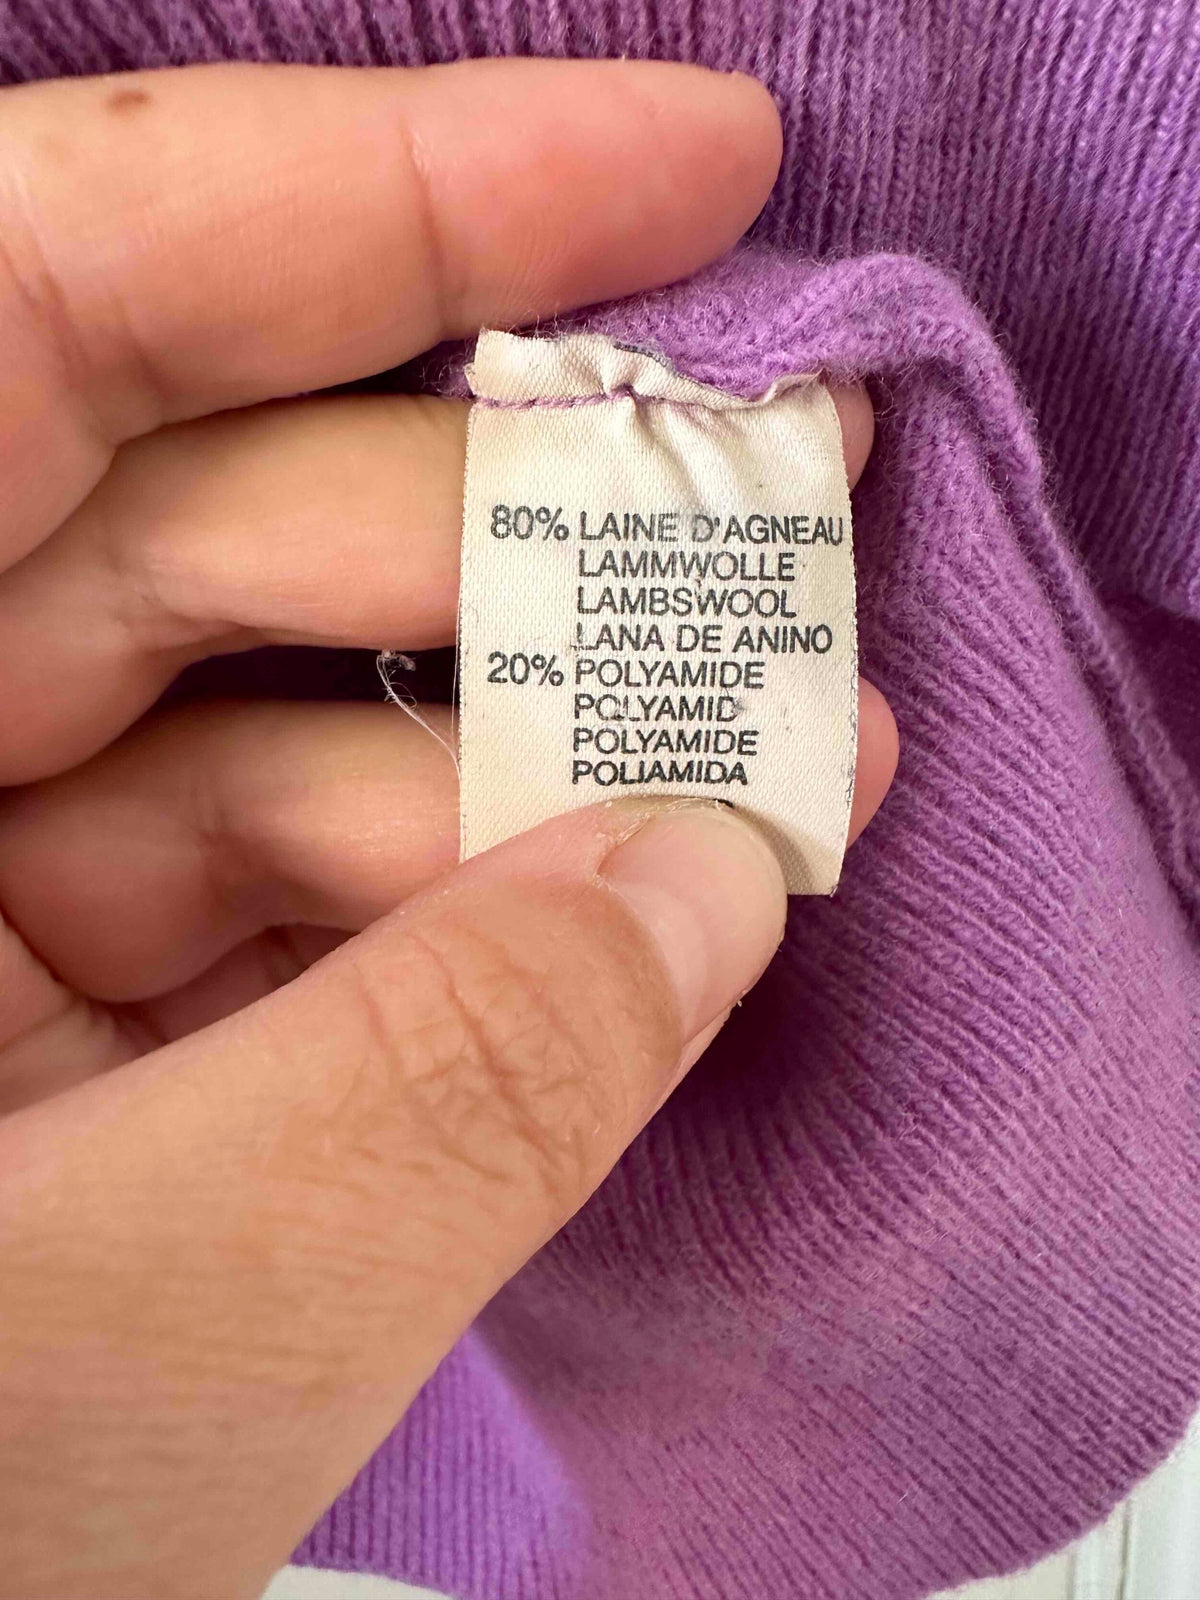 80% LAINE D'AGNEAU
LAMMWOLLE
LAMBSWOOL
LANA DE ANINO
20% POLYAMIDE
POLYAMID
POLYAMIDE
POLIAMIDA